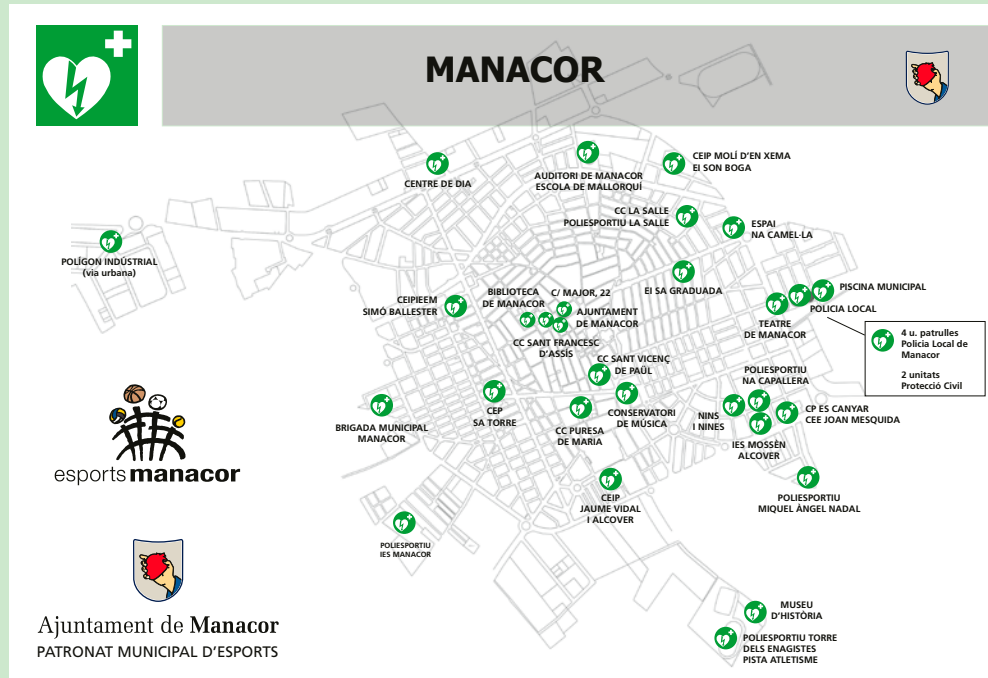 MANACOR
CENTRE DE DIA
AUDITORI DE MANACOR
ESCOLA DE MALLORQUÍ
CEIP MOLÍ D'EN XEMA
EI SON BOGA
CC LA SALLE
POLIESPORTIU LA SALLE
ESPAI
NA CAMEL·LA
POLÍGON INDÚSTRIAL
(via urbana)
EI SA GRADUADA
PISCINA MUNICIPAL
POLICIA LOCAL
TEATRE
DE MANACOR
CEIPIEEM
SIMÓ BALLESTER
BIBLIOTECA
DE MANACOR
C/ MAJOR, 22
AJUNTAMENT
DE MANACOR
CC SANT FRANCESC
D'ASSÍS
4 u. patrulles
Policia Local de
Manacor
2 unitats
Protecció Civil
CC SANT VICENÇ
DE PAÜL
POLIESPORTIU
NA CAPALLERA
BRIGADA MUNICIPAL
MANACOR
CEP
SA TORRE
CC PURESA
DE MARIA
CONSERVATORI
DE MÚSICA
NINS
I NINES
CP ES CANYAR
CEE JOAN MESQUIDA
IES MOSSÈN
ALCOVER
esports manacor
CEIP
JAUME VIDAL
I ALCOVER
POLIESPORTIU
MIQUEL ÀNGEL NADAL
POLIESPORTIU
IES MANACOR
MUSEU
D'HISTÒRIA
POLIESPORTIU TORRE
DELS ENAGISTES
PISTA ATLETISME
Ajuntament de Manacor
PATRONAT MUNICIPAL D'ESPORTS